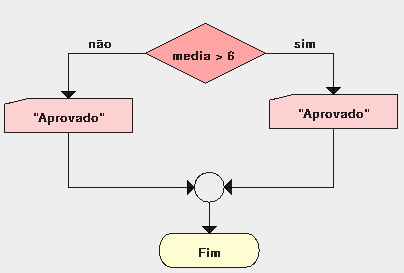 não
sim
media > 6
"Aprovado"
"Aprovado"
Fim